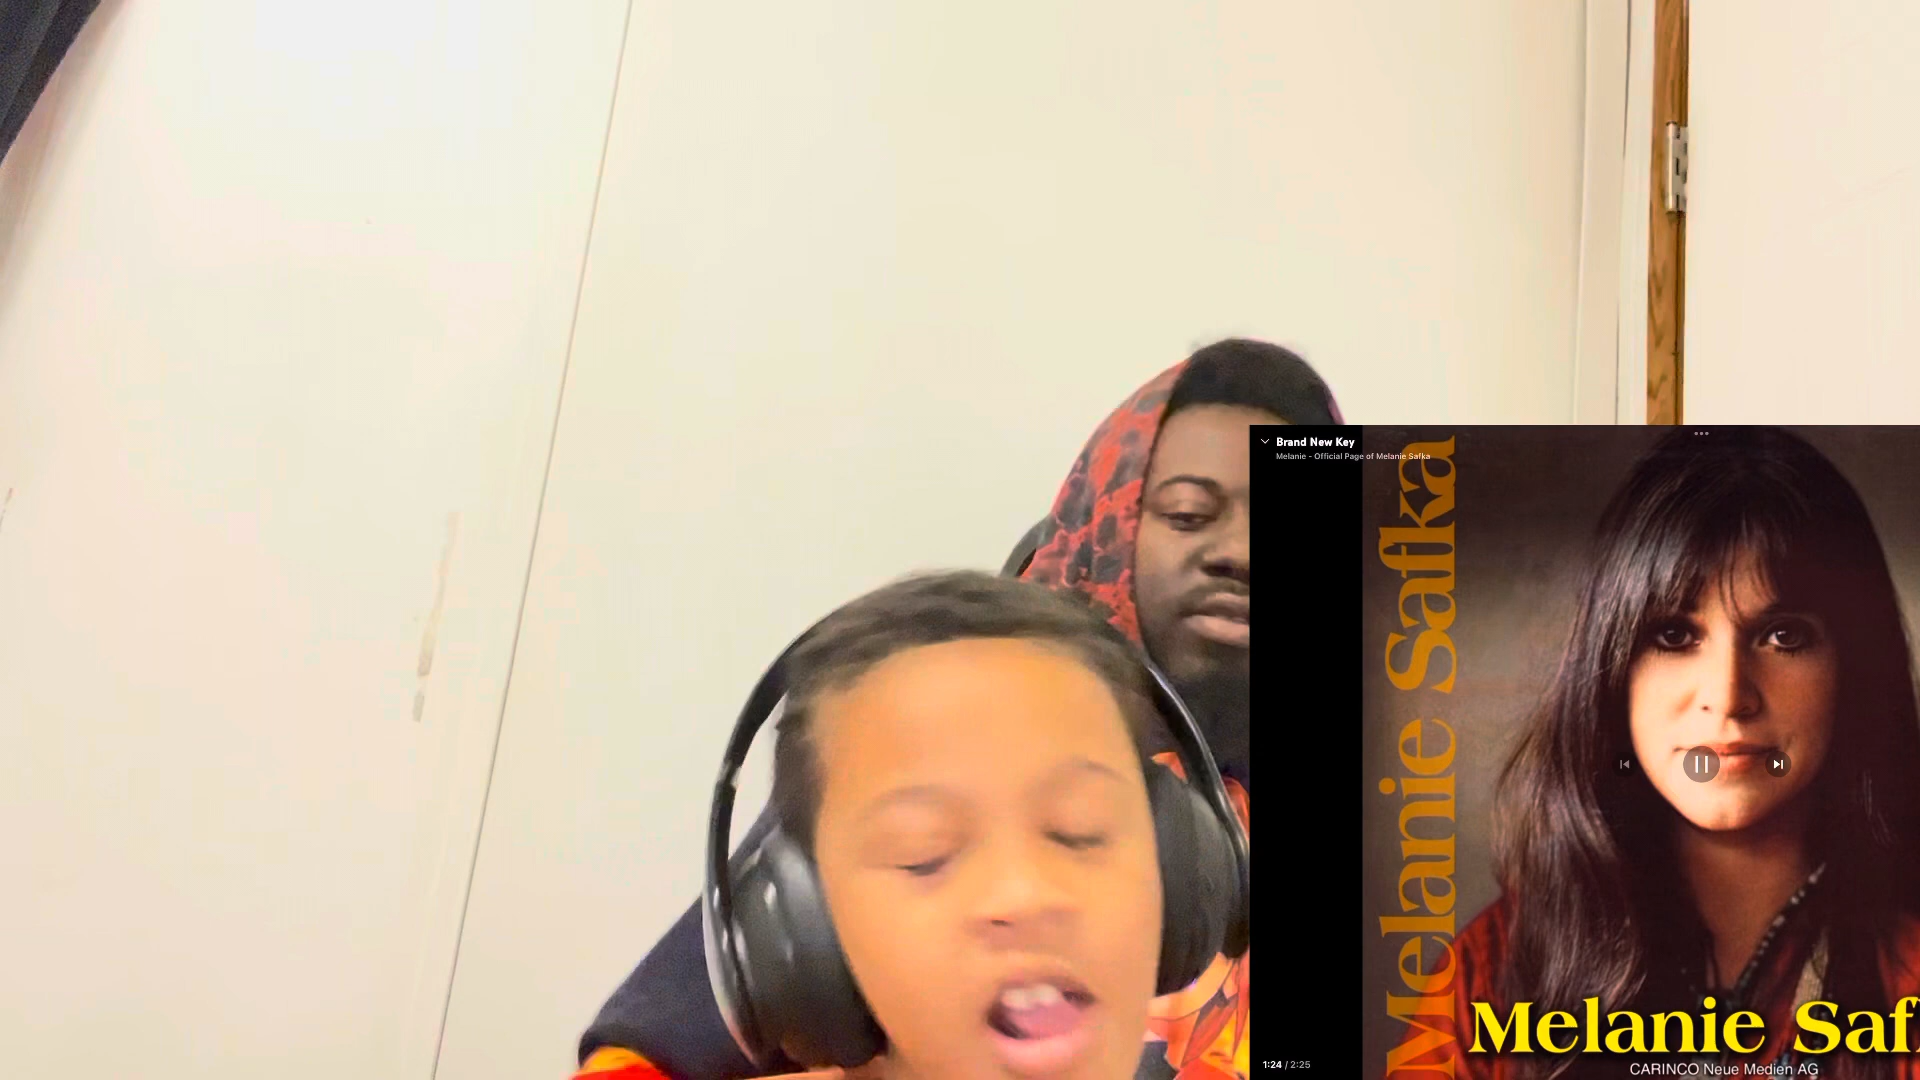 Brand New Key
Melanie - Official Page of Melanie Safka
Melanie Safka
Melanie Saf
CARINCO Neue Medien AG
1:24 / 2:25